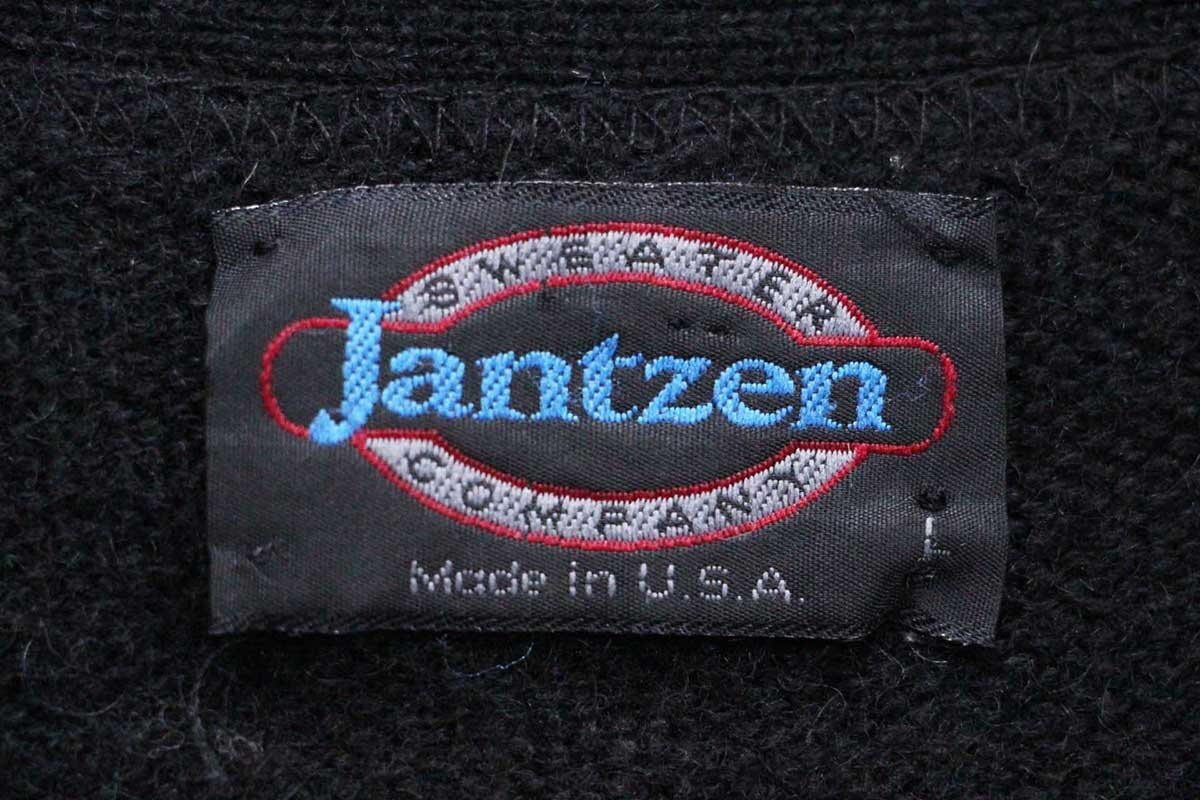 SWEATER
Jantzen
COMPANY
Made in U.S.A.
L